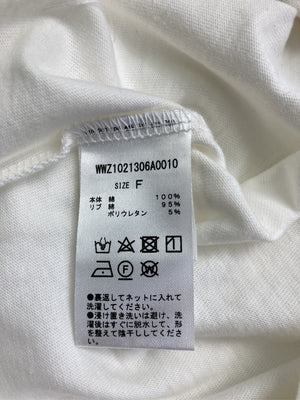 WWZ1021306A0010
SIZE F
本体 綿 100%
リブ 綿 95%
ポリウレタン 5%
●裏返してネットに入れて
洗濯してください。
●浸け置き洗いは避け、洗
濯後はすぐに脱水して、形
を整えて陰干ししてくださ
い。